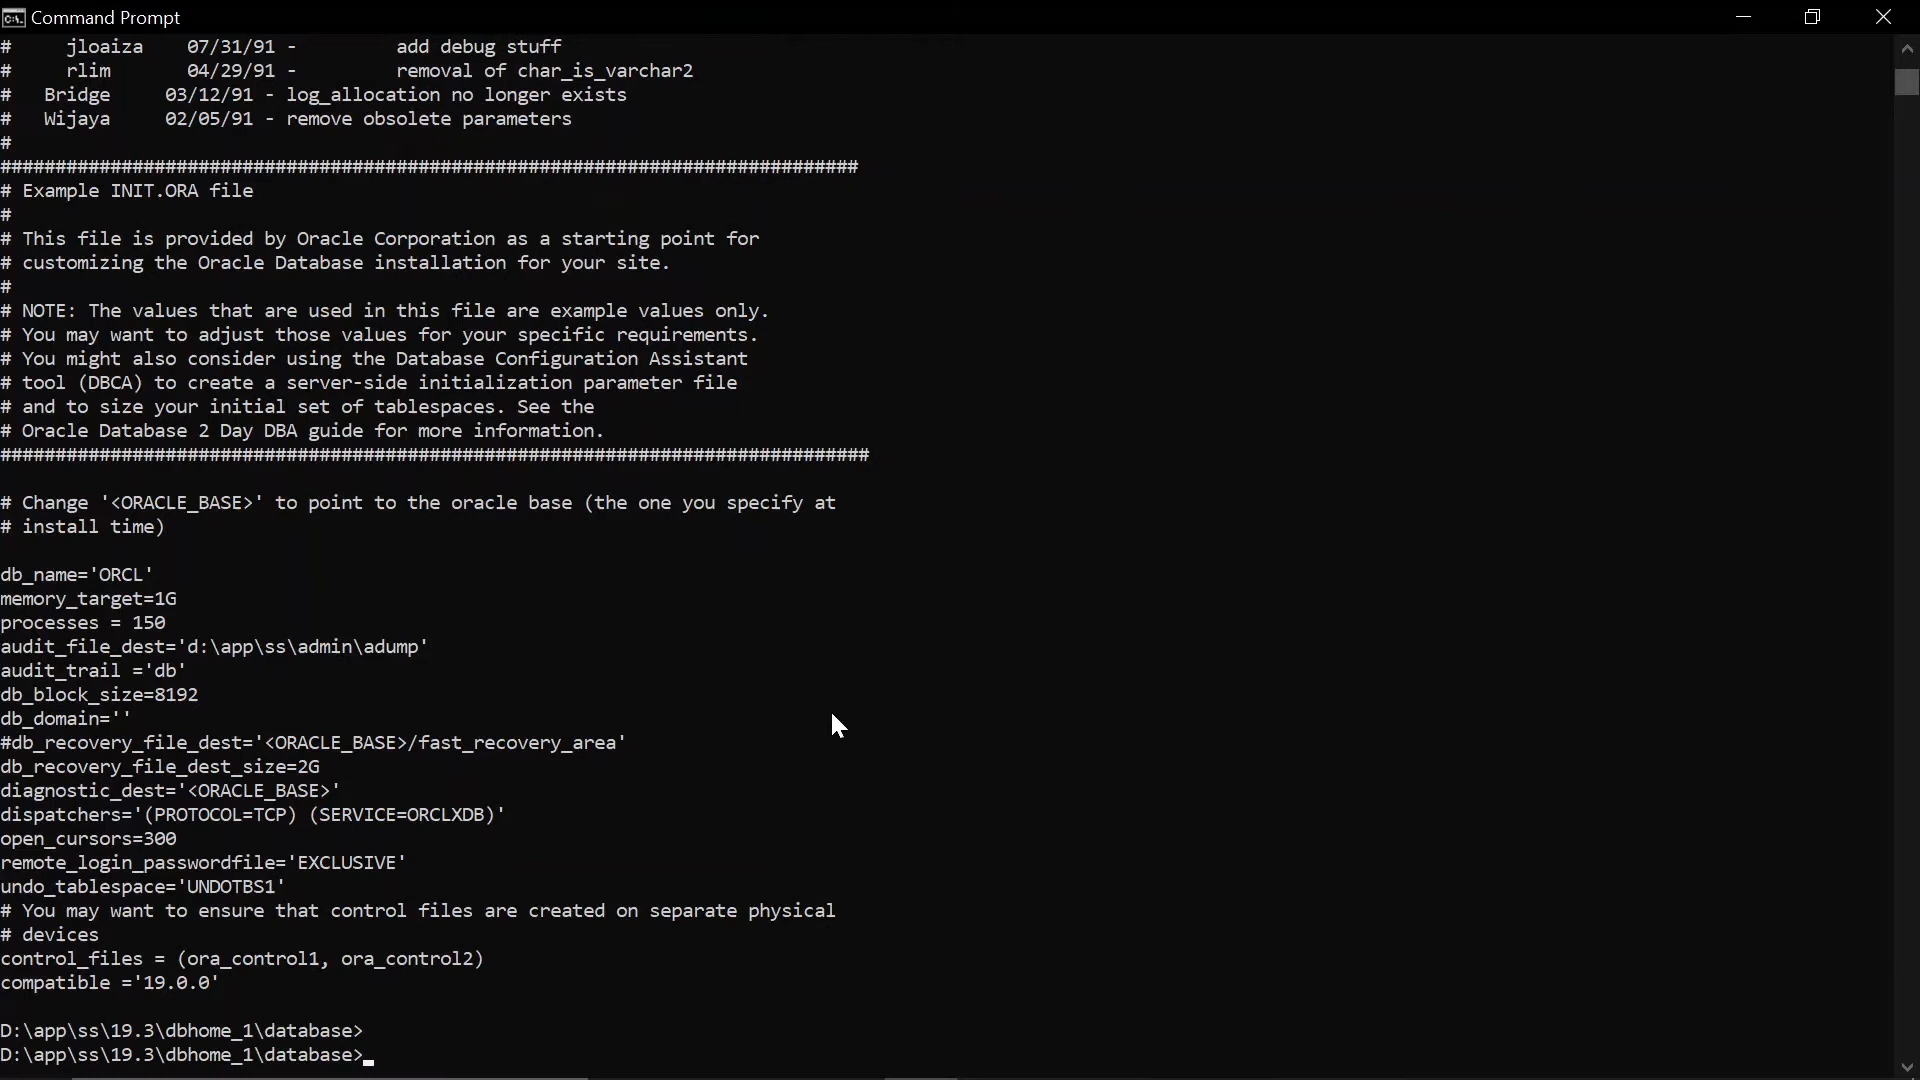 Command Prompt
#     jloaiza    07/31/91 -         add debug stuff
#     rlim       04/29/91 -         removal of char_is_varchar2
#   Bridge     03/12/91 - log_allocation no longer exists
#   Wijaya     02/05/91 - remove obsolete parameters
#
##############################################################################
# Example INIT.ORA file
#
# This file is provided by Oracle Corporation as a starting point for
# customizing the Oracle Database installation for your site.
#
# NOTE: The values that are used in this file are example values only.
# You may want to adjust those values for your specific requirements.
# You might also consider using the Database Configuration Assistant
# tool (DBCA) to create a server-side initialization parameter file
# and to size your initial set of tablespaces. See the
# Oracle Database 2 Day DBA guide for more information.
###############################################################################
# Change '<ORACLE_BASE>' to point to the oracle base (the one you specify at
# install time)
db_name='ORCL'
memory_target=1G
processes = 150
audit_file_dest='d:\app\ss\admin\adump'
audit_trail ='db'
db_block_size=8192
db_domain=''
#db_recovery_file_dest='<ORACLE_BASE>/fast_recovery_area'
db_recovery_file_dest_size=2G
diagnostic_dest='<ORACLE_BASE>'
dispatchers='(PROTOCOL=TCP) (SERVICE=ORCLXDB)'
open_cursors=300
remote_login_passwordfile='EXCLUSIVE'
undo_tablespace='UNDOTBS1'
# You may want to ensure that control files are created on separate physical
# devices
control_files = (ora_control1, ora_control2)
compatible ='19.0.0'
D:\app\ss\19.3\dbhome_1\database>
D:\app\ss\19.3\dbhome_1\database>